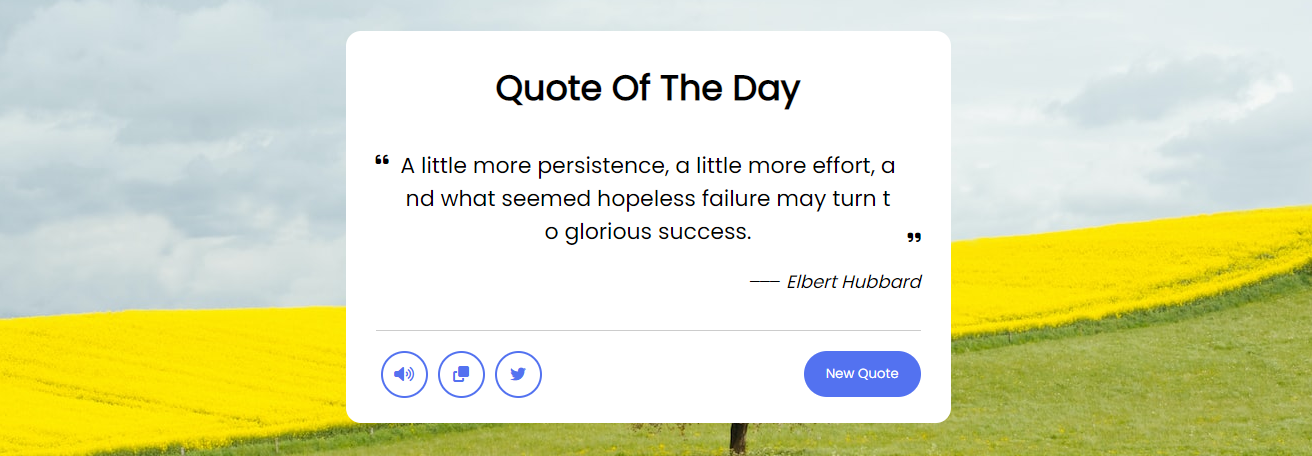 Quote Of The Day
❝ A little more persistence, a little more effort, a
nd what seemed hopeless failure may turn t
o glorious success. ❞
—— Elbert Hubbard
New Quote